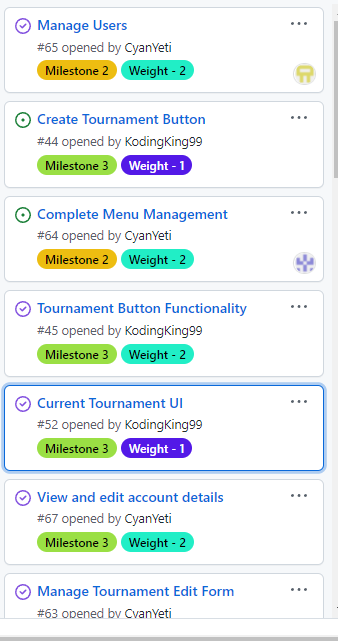 Manage Users
#65 opened by CyanYeti
Milestone 2 Weight - 2
Create Tournament Button
#44 opened by KodingKing99
Milestone 3 Weight - 1
Complete Menu Management
#64 opened by CyanYeti
Milestone 2 Weight - 2
Tournament Button Functionality
#45 opened by KodingKing99
Milestone 3 Weight - 2
Current Tournament UI
#52 opened by KodingKing99
Milestone 3 Weight - 1
View and edit account details
#67 opened by CyanYeti
Milestone 3 Weight - 2
Manage Tournament Edit Form
#63 opened by CyanYeti